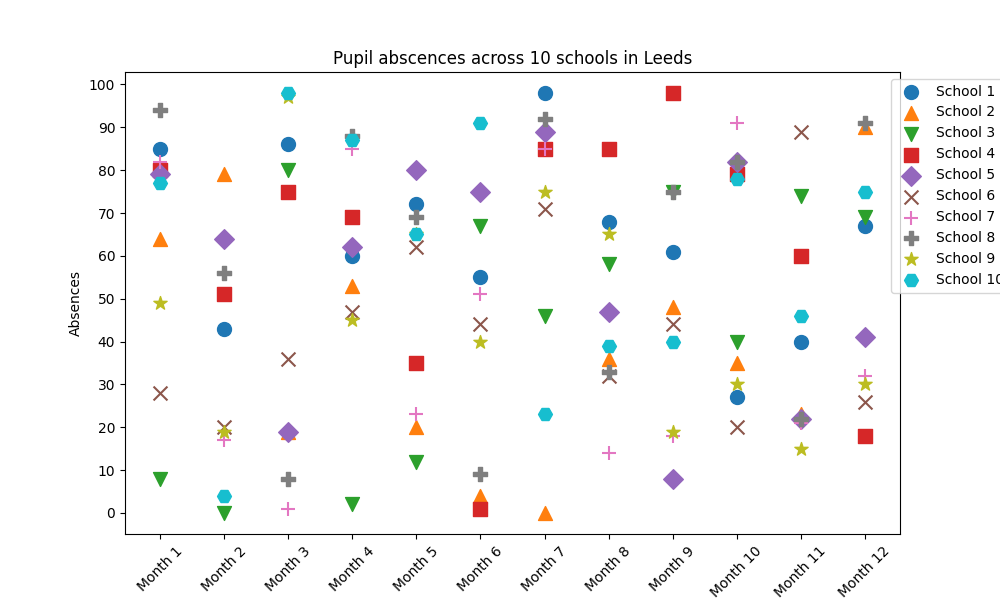 Pupil abscences across 10 schools in Leeds
100
90
80
70
60
50
40
30
20
10
0
Absences
Month 1
Month 2
Month 3
Month 4
Month 5
Month 6
Month 7
Month 8
Month 9
Month 10
Month 11
Month 12
School 1
School 2
School 3
School 4
School 5
School 6
School 7
School 8
School 9
School 10